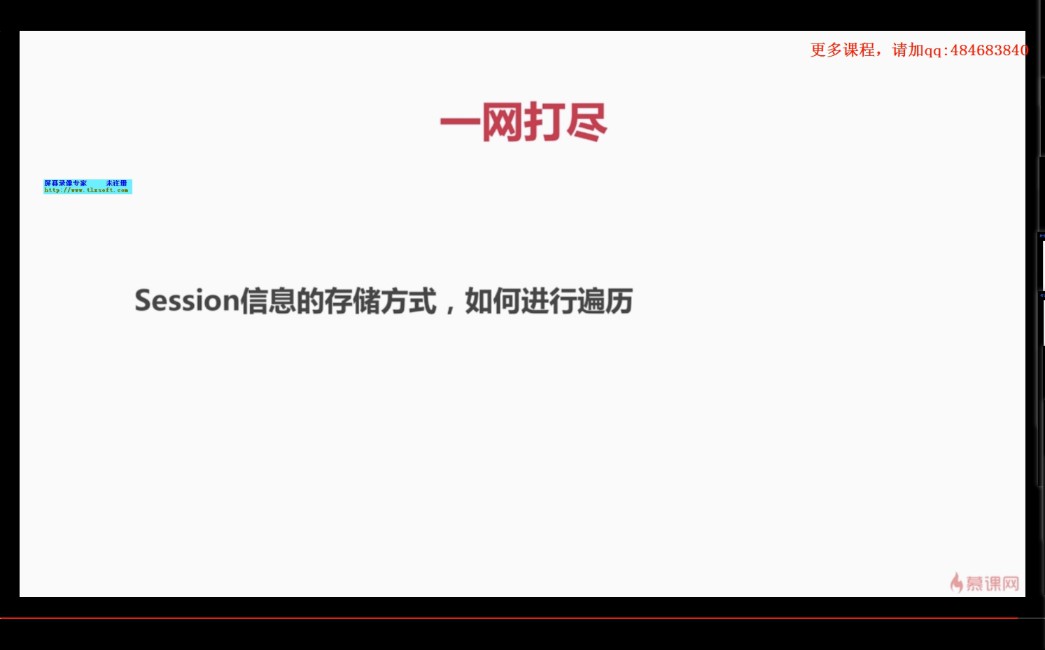 更多课程，请加qq:484683840
一网打尽
屏幕录像专家 未注册
http://www.tlxsoft.com
Session信息的存储方式，如何进行遍历
慕课网